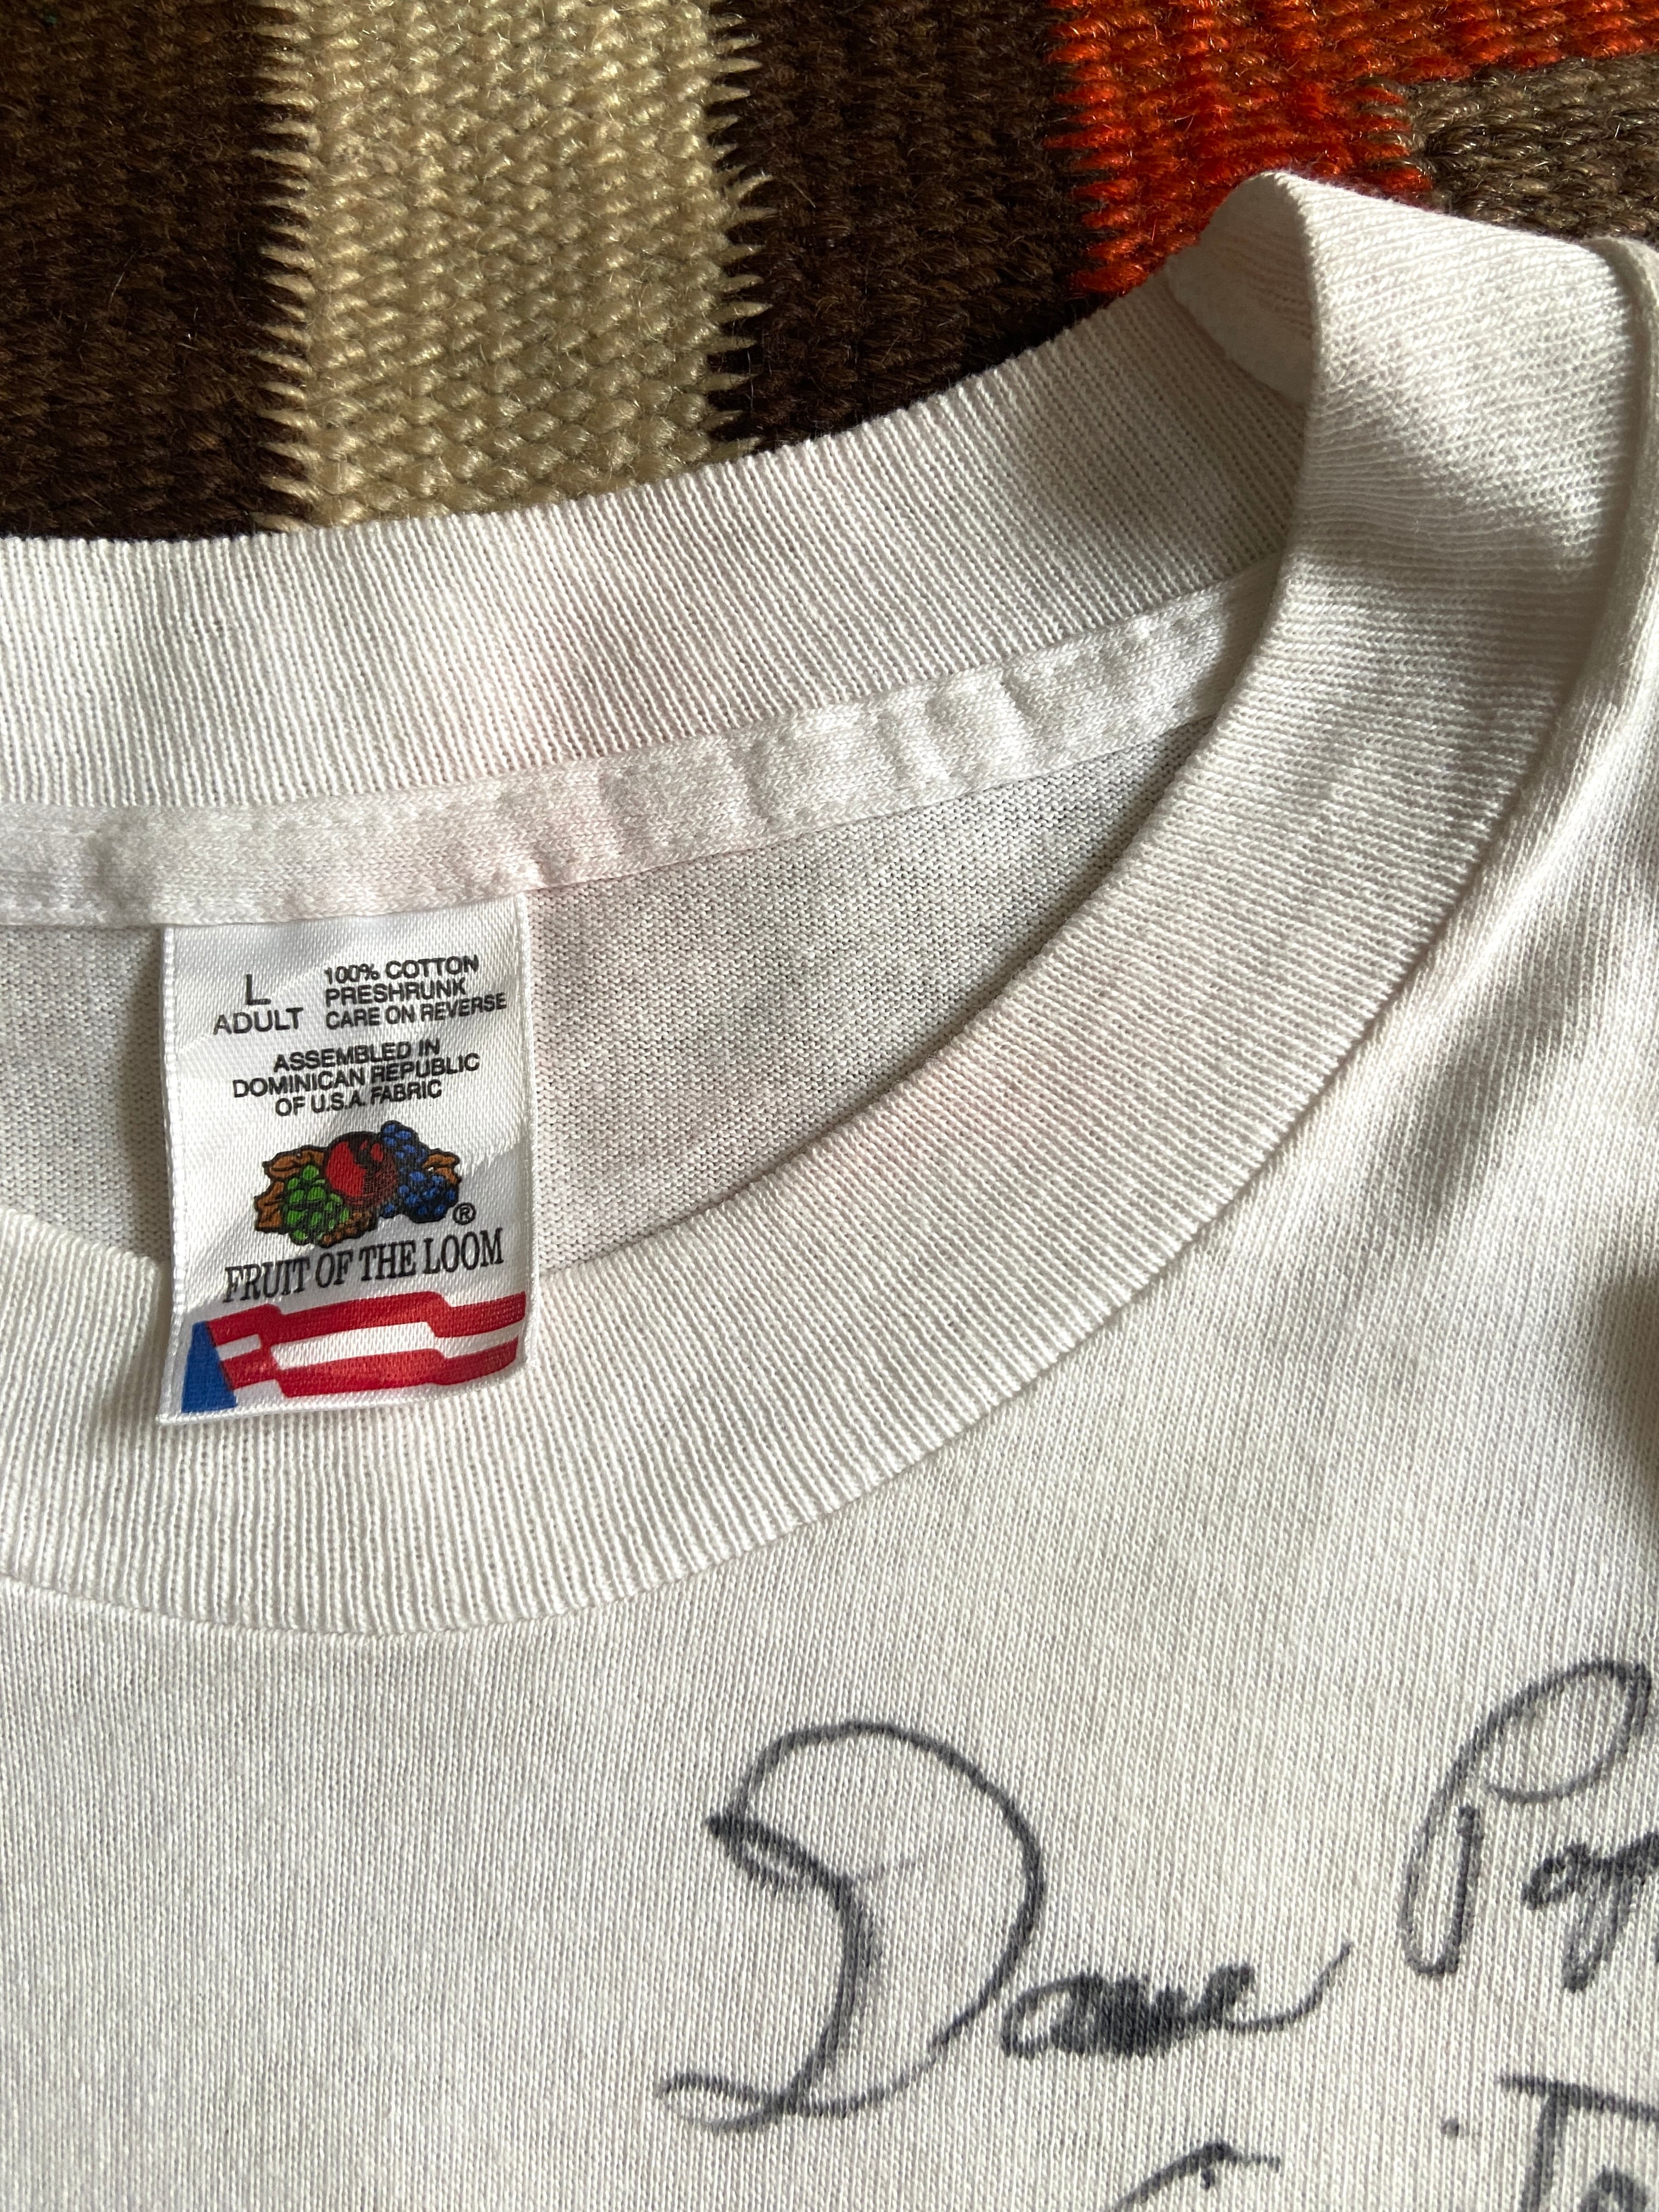 L
ADULT
100% COTTON
PRESHRUNK
CARE ON REVERSE
ASSEMBLED IN
DOMINICAN REPUBLIC
OF U.S.A. FABRIC
®
FRUIT OF THE LOOM
Dave